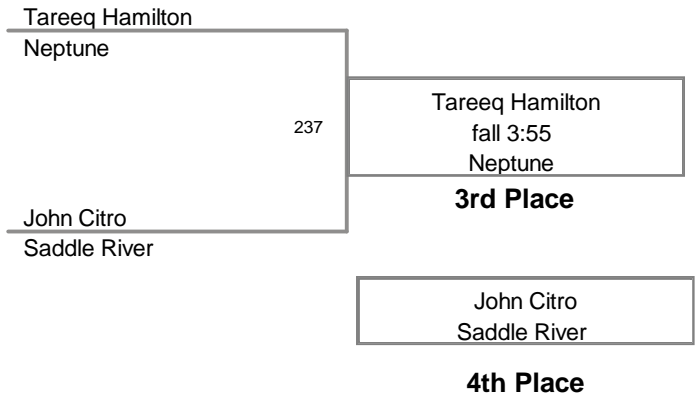 Tareeq Hamilton
Neptune
237
Tareeq Hamilton
fall 3:55
Neptune
3rd Place
John Citro
Saddle River
John Citro
Saddle River
4th Place